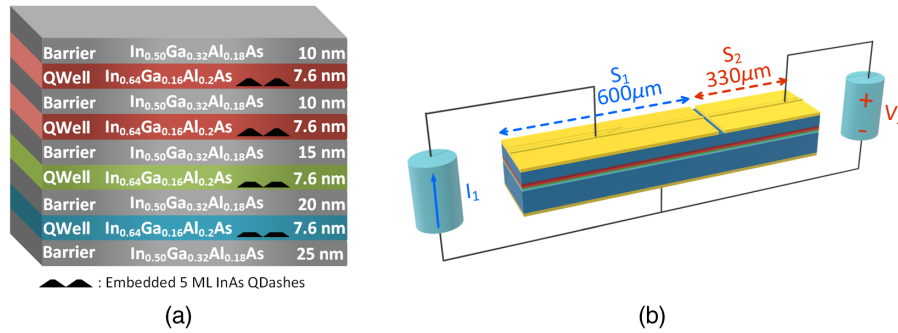 Barrier In0.50Ga0.32Al0.18As 10 nm
QWell In0.64Ga0.16Al0.2As 7.6 nm
Barrier In0.50Ga0.32Al0.18As 10 nm
QWell In0.64Ga0.16Al0.2As 7.6 nm
Barrier In0.50Ga0.32Al0.18As 15 nm
QWell In0.64Ga0.16Al0.2As 7.6 nm
Barrier In0.50Ga0.32Al0.18As 20 nm
QWell In0.64Ga0.16Al0.2As 7.6 nm
Barrier In0.50Ga0.32Al0.18As 25 nm
: Embedded 5 ML InAs QDashes
(a)
S1
600μm
S2
330μm
I1
+
-
(b)